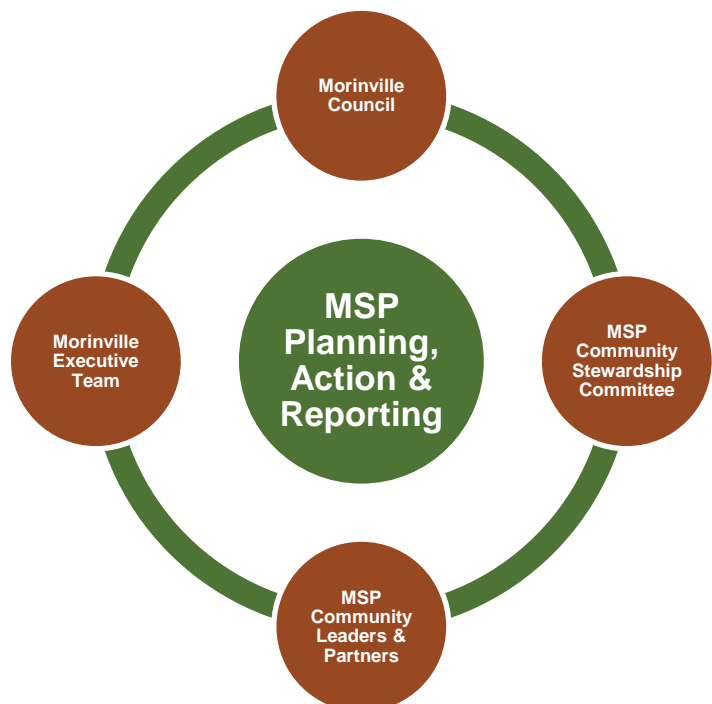 Morinville
Council
Morinville
Executive
Team
MSP
Planning,
Action &
Reporting
MSP
Community
Stewardship
Committee
MSP
Community
Leaders &
Partners